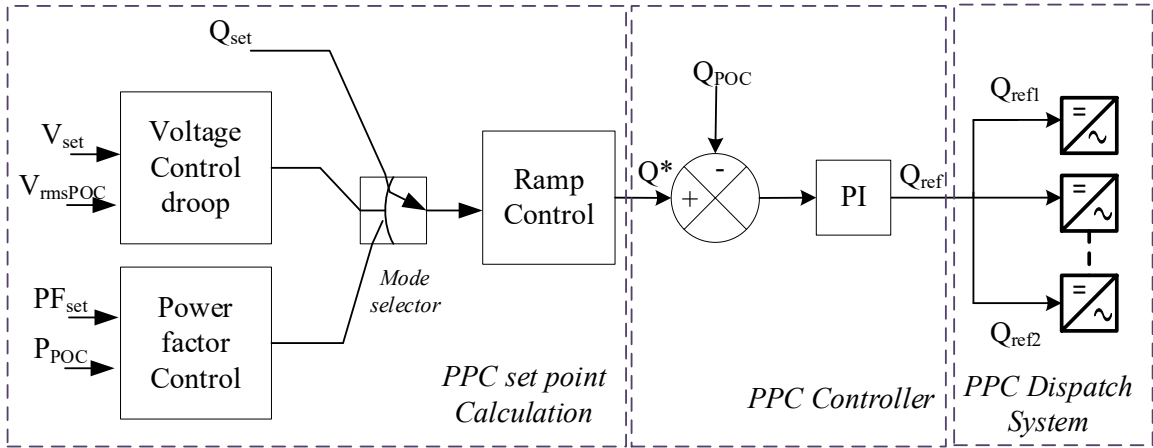 Qset
Vset
VrmsPOC
Voltage
Control
droop
PFset
PPOC
Power
factor
Control
Mode
selector
Ramp
Control
PPC set point
Calculation
QPOC
Q*
-
+
PI
Qref
PPC Controller
Qref1
=
~
=
~
=
~
Qref2
PPC Dispatch
System